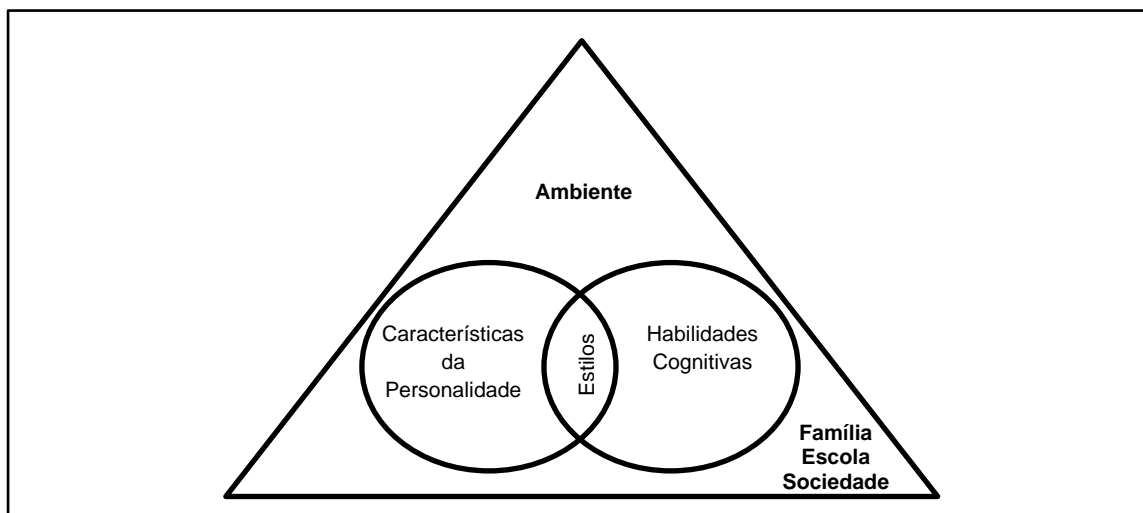 Ambiente
Características
da
Personalidade
Estilos
Habilidades
Cognitivas
Família
Escola
Sociedade